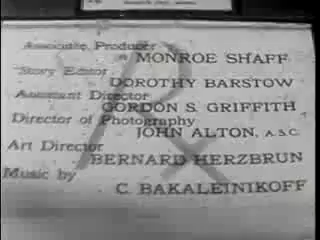 Associate Producer
MONROE SHAFF
Story Editor
DOROTHY BARSTOW
Assistant Director
GORDON S. GRIFFITH
Director of Photography
JOHN ALTON, A.S.C.
Art Director
BERNARD HERZBRUN
Music by
C. BAKALEINIKOFF